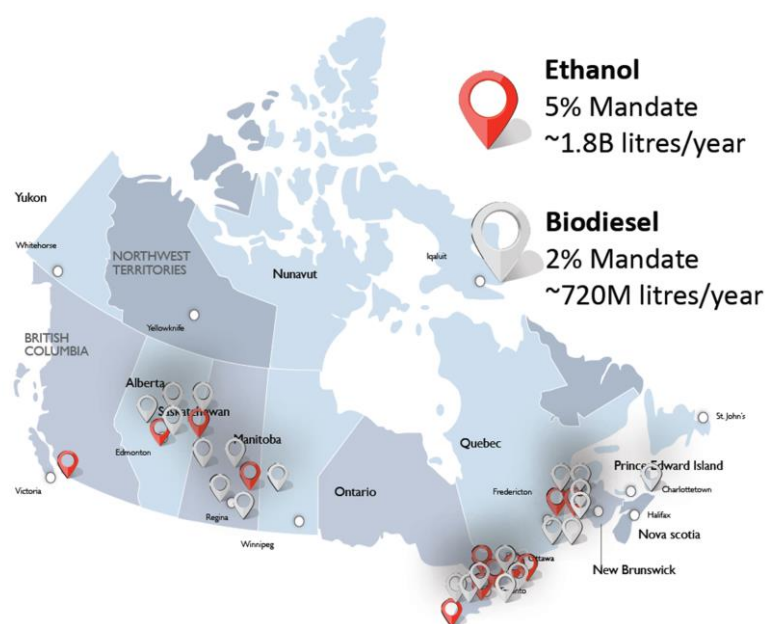 Ethanol
5% Mandate
~1.8B litres/year
Biodiesel
2% Mandate
~720M litres/year
Yukon
Whitehorse
NORTHWEST
TERRITORIES
Nunavut
Iqaluit
Yellowknife
BRITISH
COLUMBIA
Alberta
Saskatchewan
Manitoba
Edmonton
Victoria
Regina
Winnipeg
Ontario
Quebec
St. John's
Prince Edward Island
Fredericton
Charlottetown
Halifax
Nova scotia
New Brunswick
Ottawa